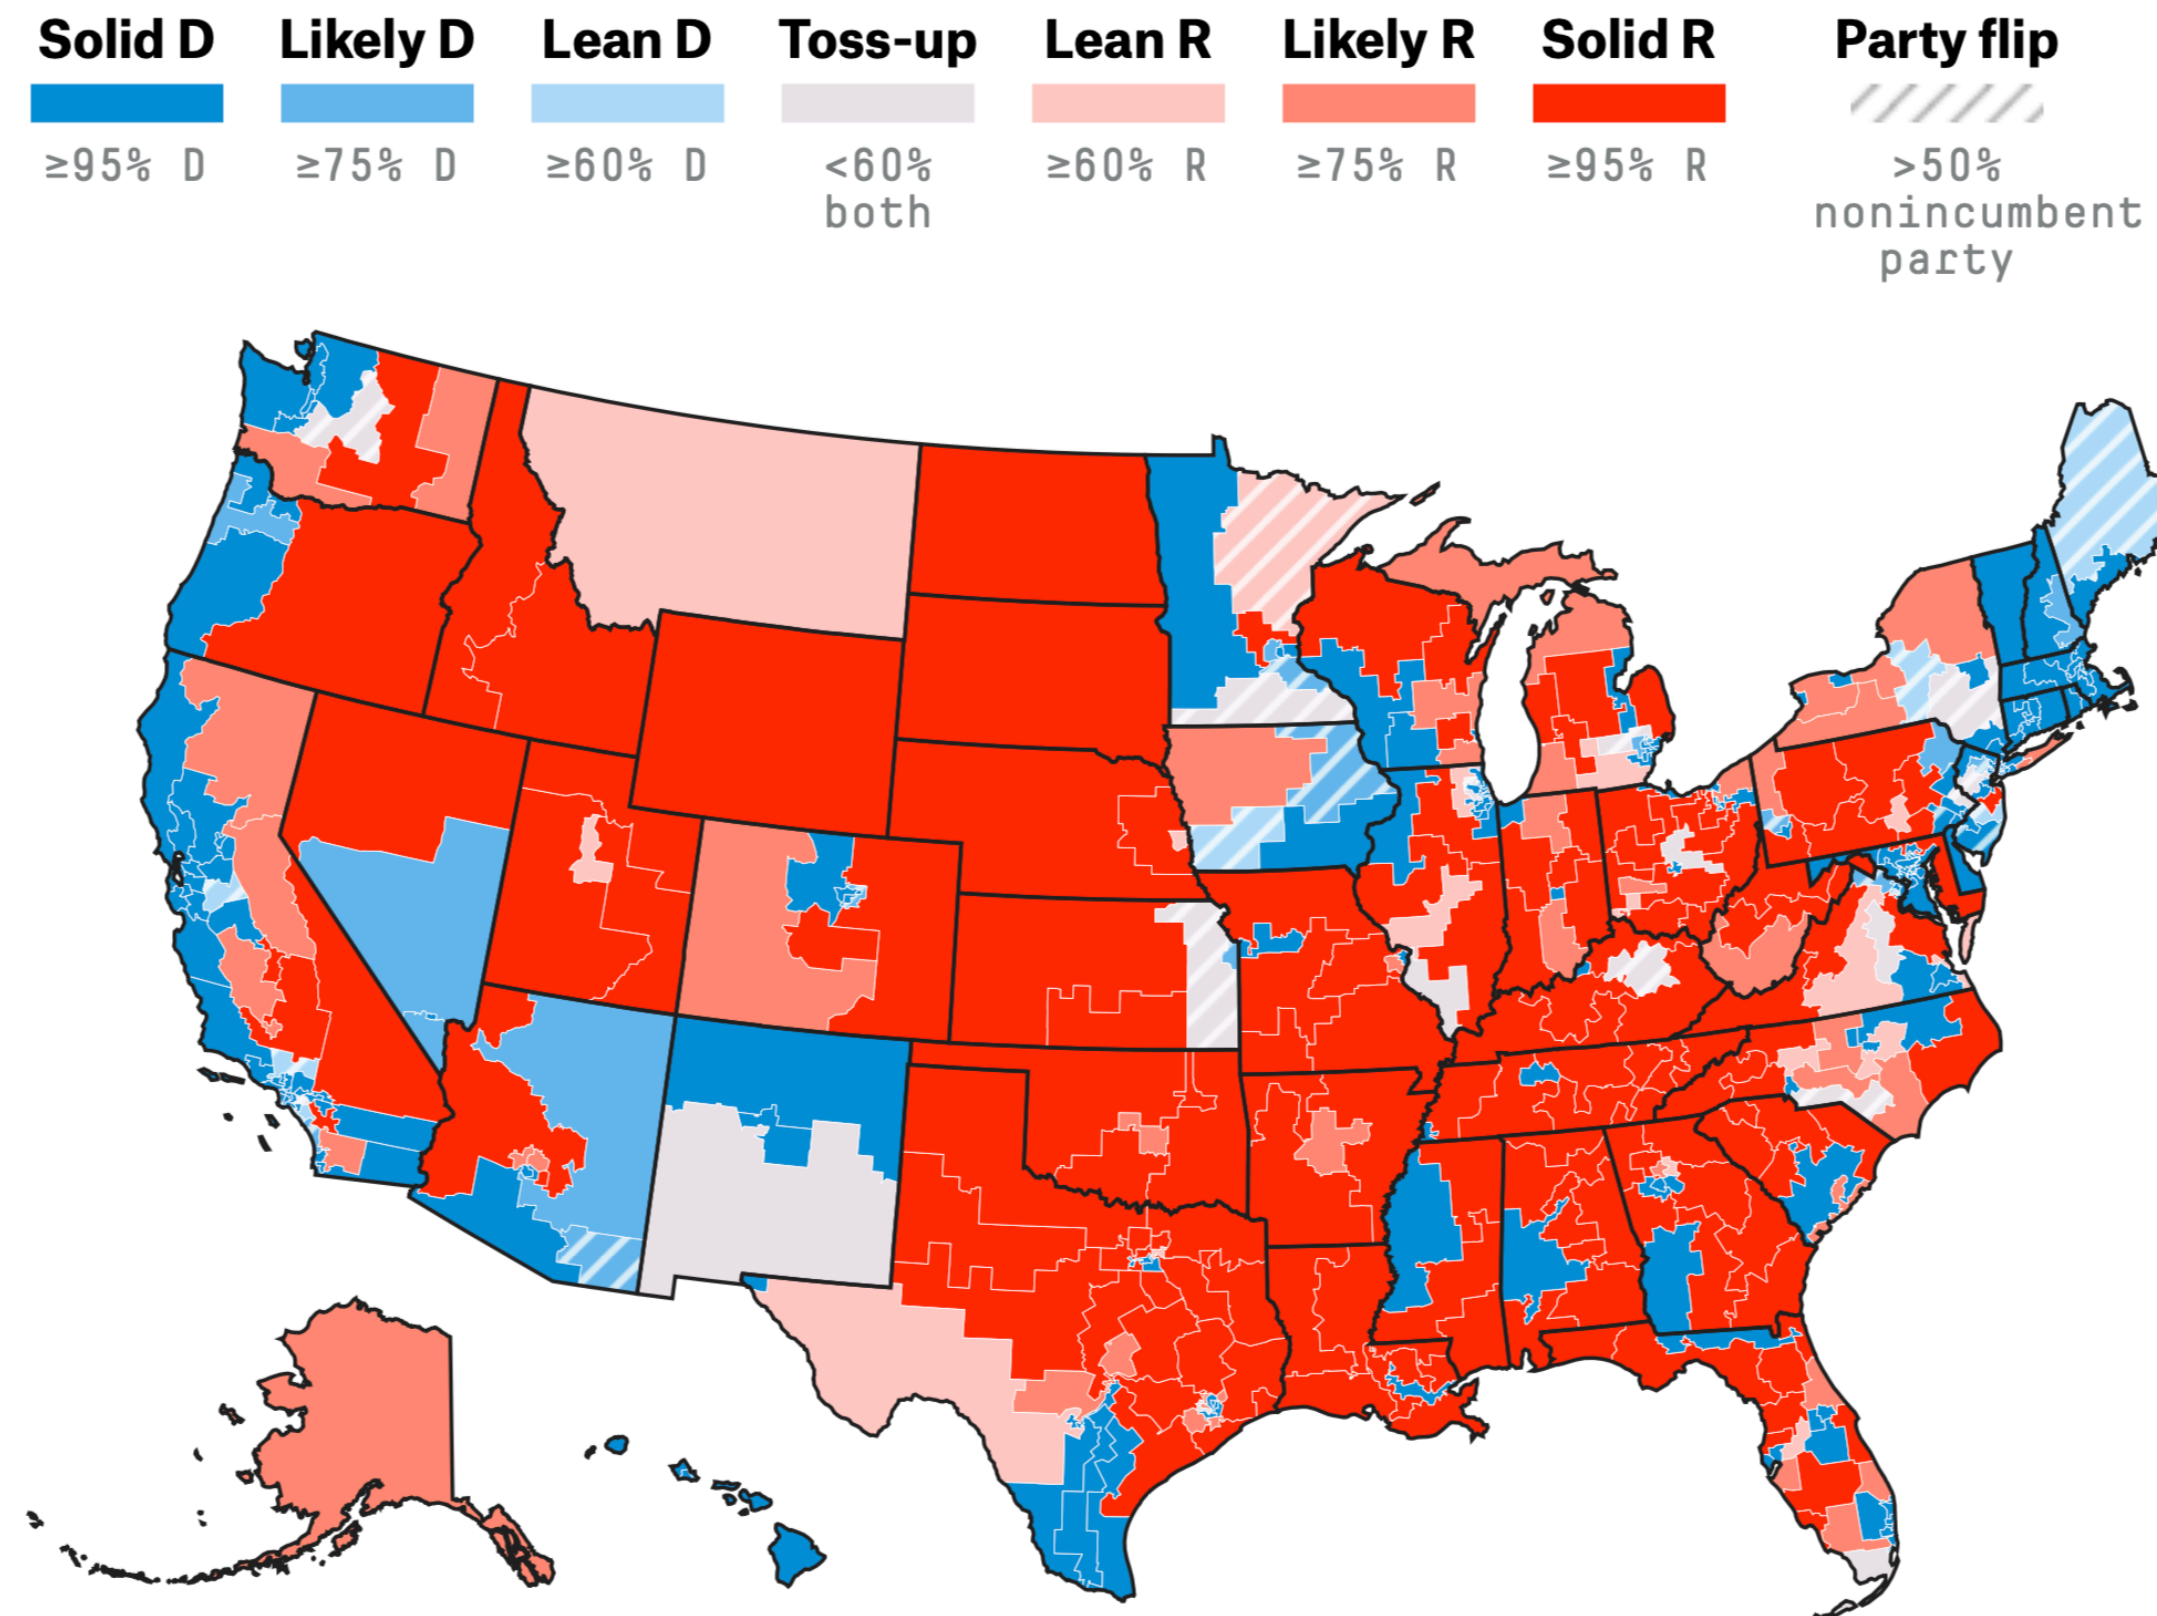 Solid D Likely D Lean D Toss-up Lean R Likely R Solid R Party flip
≥95% D ≥75% D ≥60% D <60% ≥60% R ≥75% R ≥95% R >50%
both nonincumbent
party